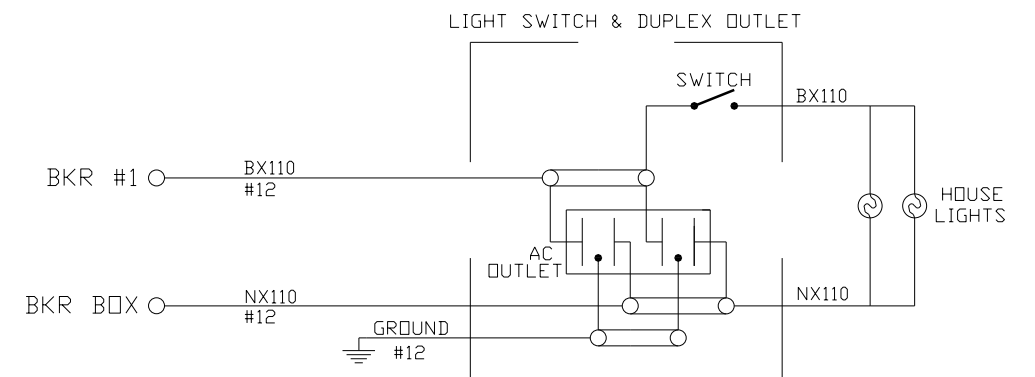 LIGHT SWITCH & DUPLEX OUTLET
SWITCH
BX110
BKR #1
BX110
#12
HOUSE
LIGHTS
AC
OUTLET
BKR BOX
NX110
#12
NX110
GROUND
#12